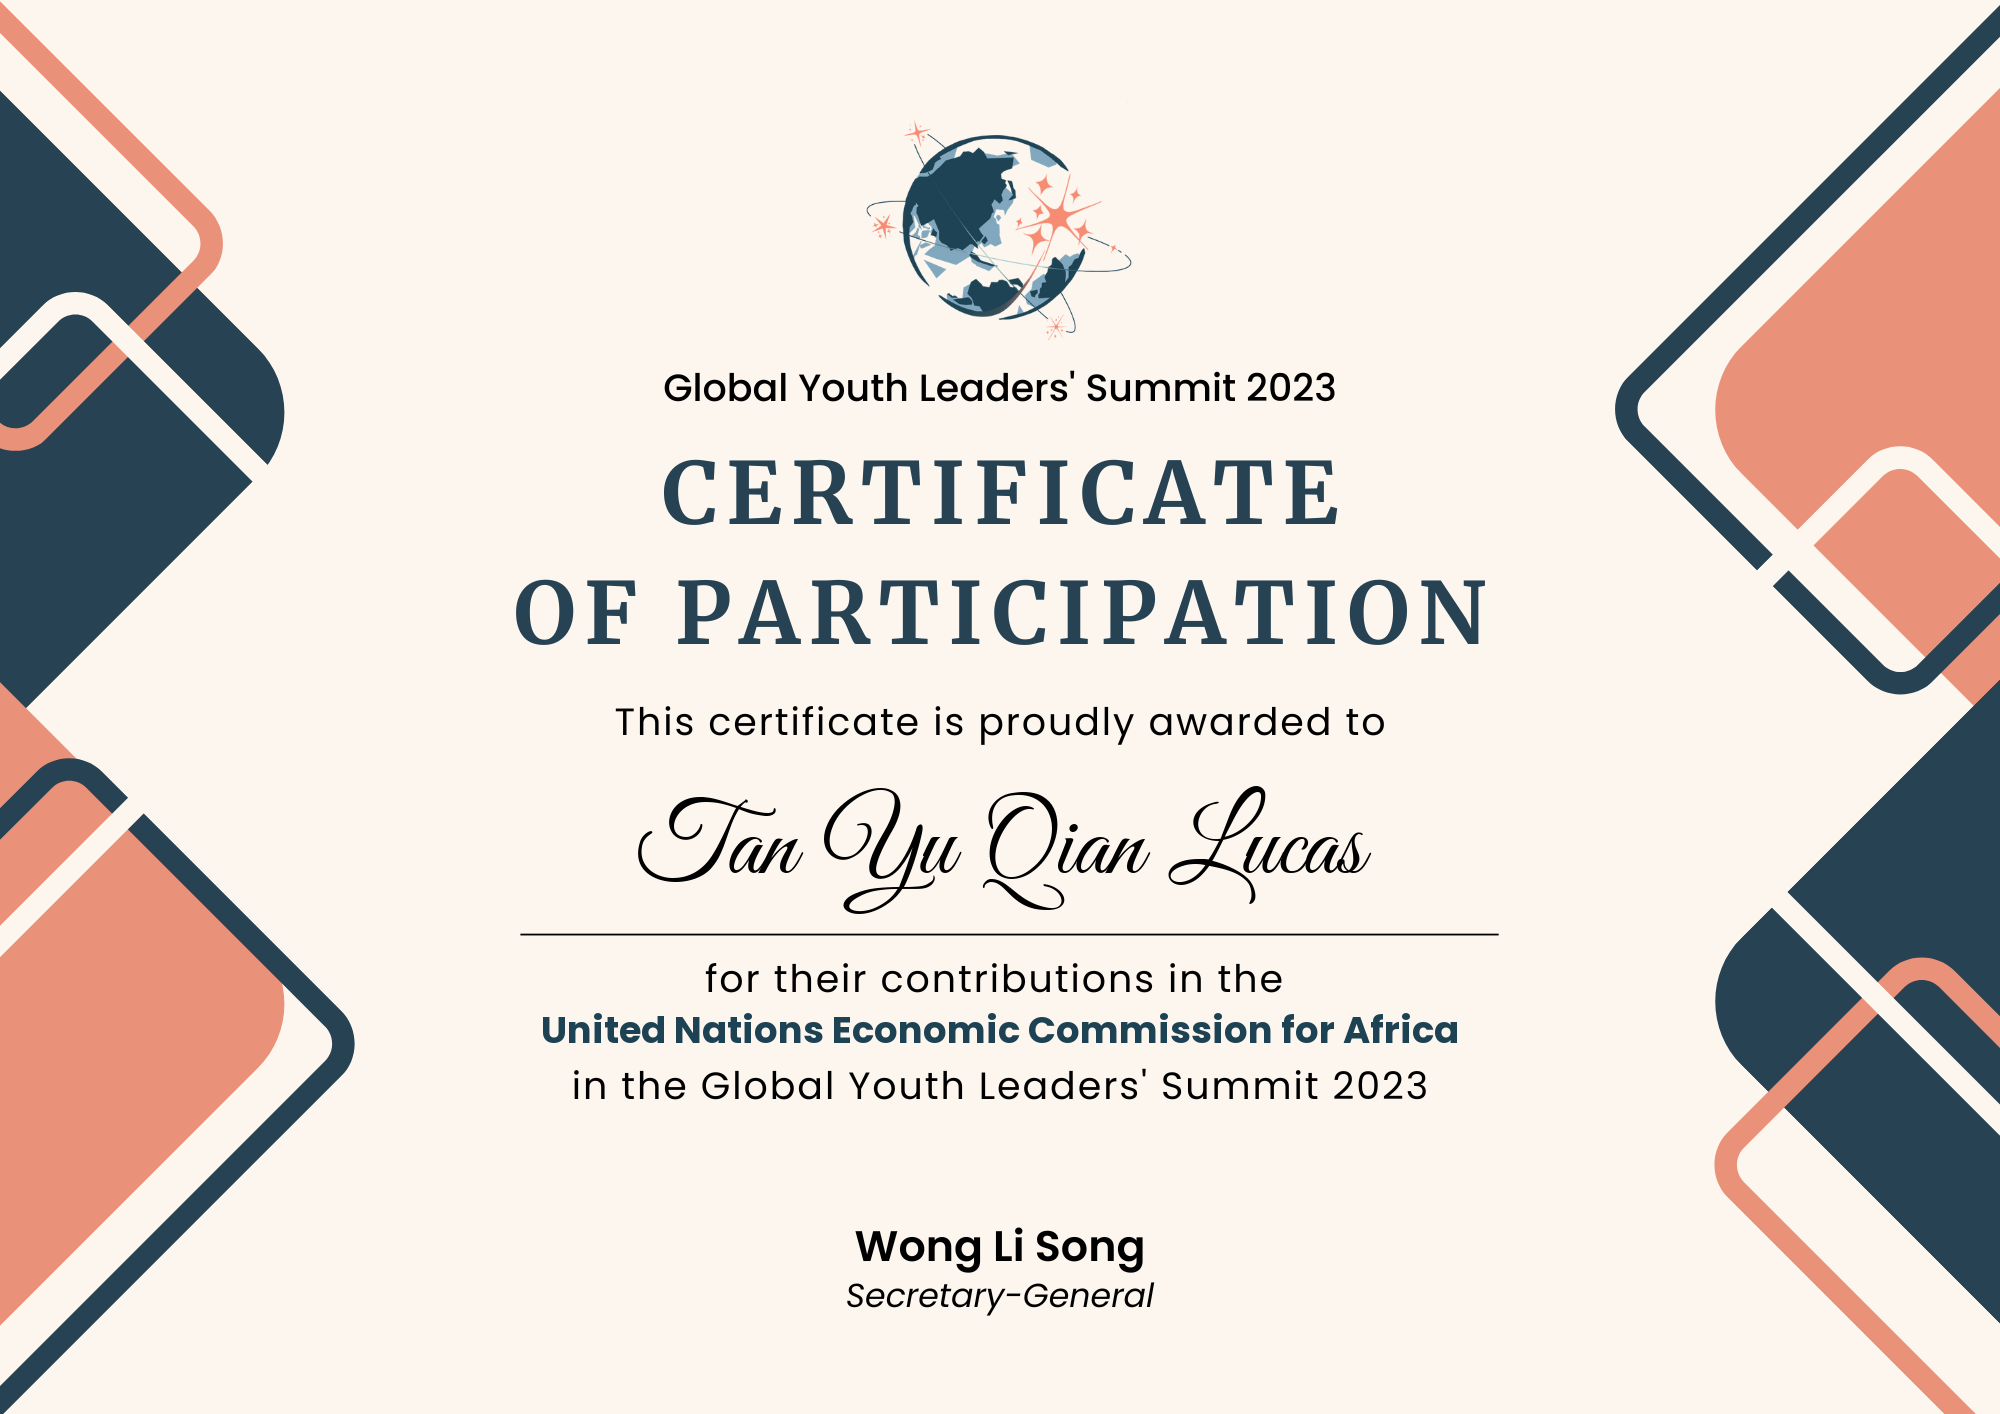 Global Youth Leaders' Summit 2023
CERTIFICATE
OF PARTICIPATION
This certificate is proudly awarded to
Tan Yu Qian Lucas
for their contributions in the
United Nations Economic Commission for Africa
in the Global Youth Leaders' Summit 2023
Wong Li Song
Secretary-General